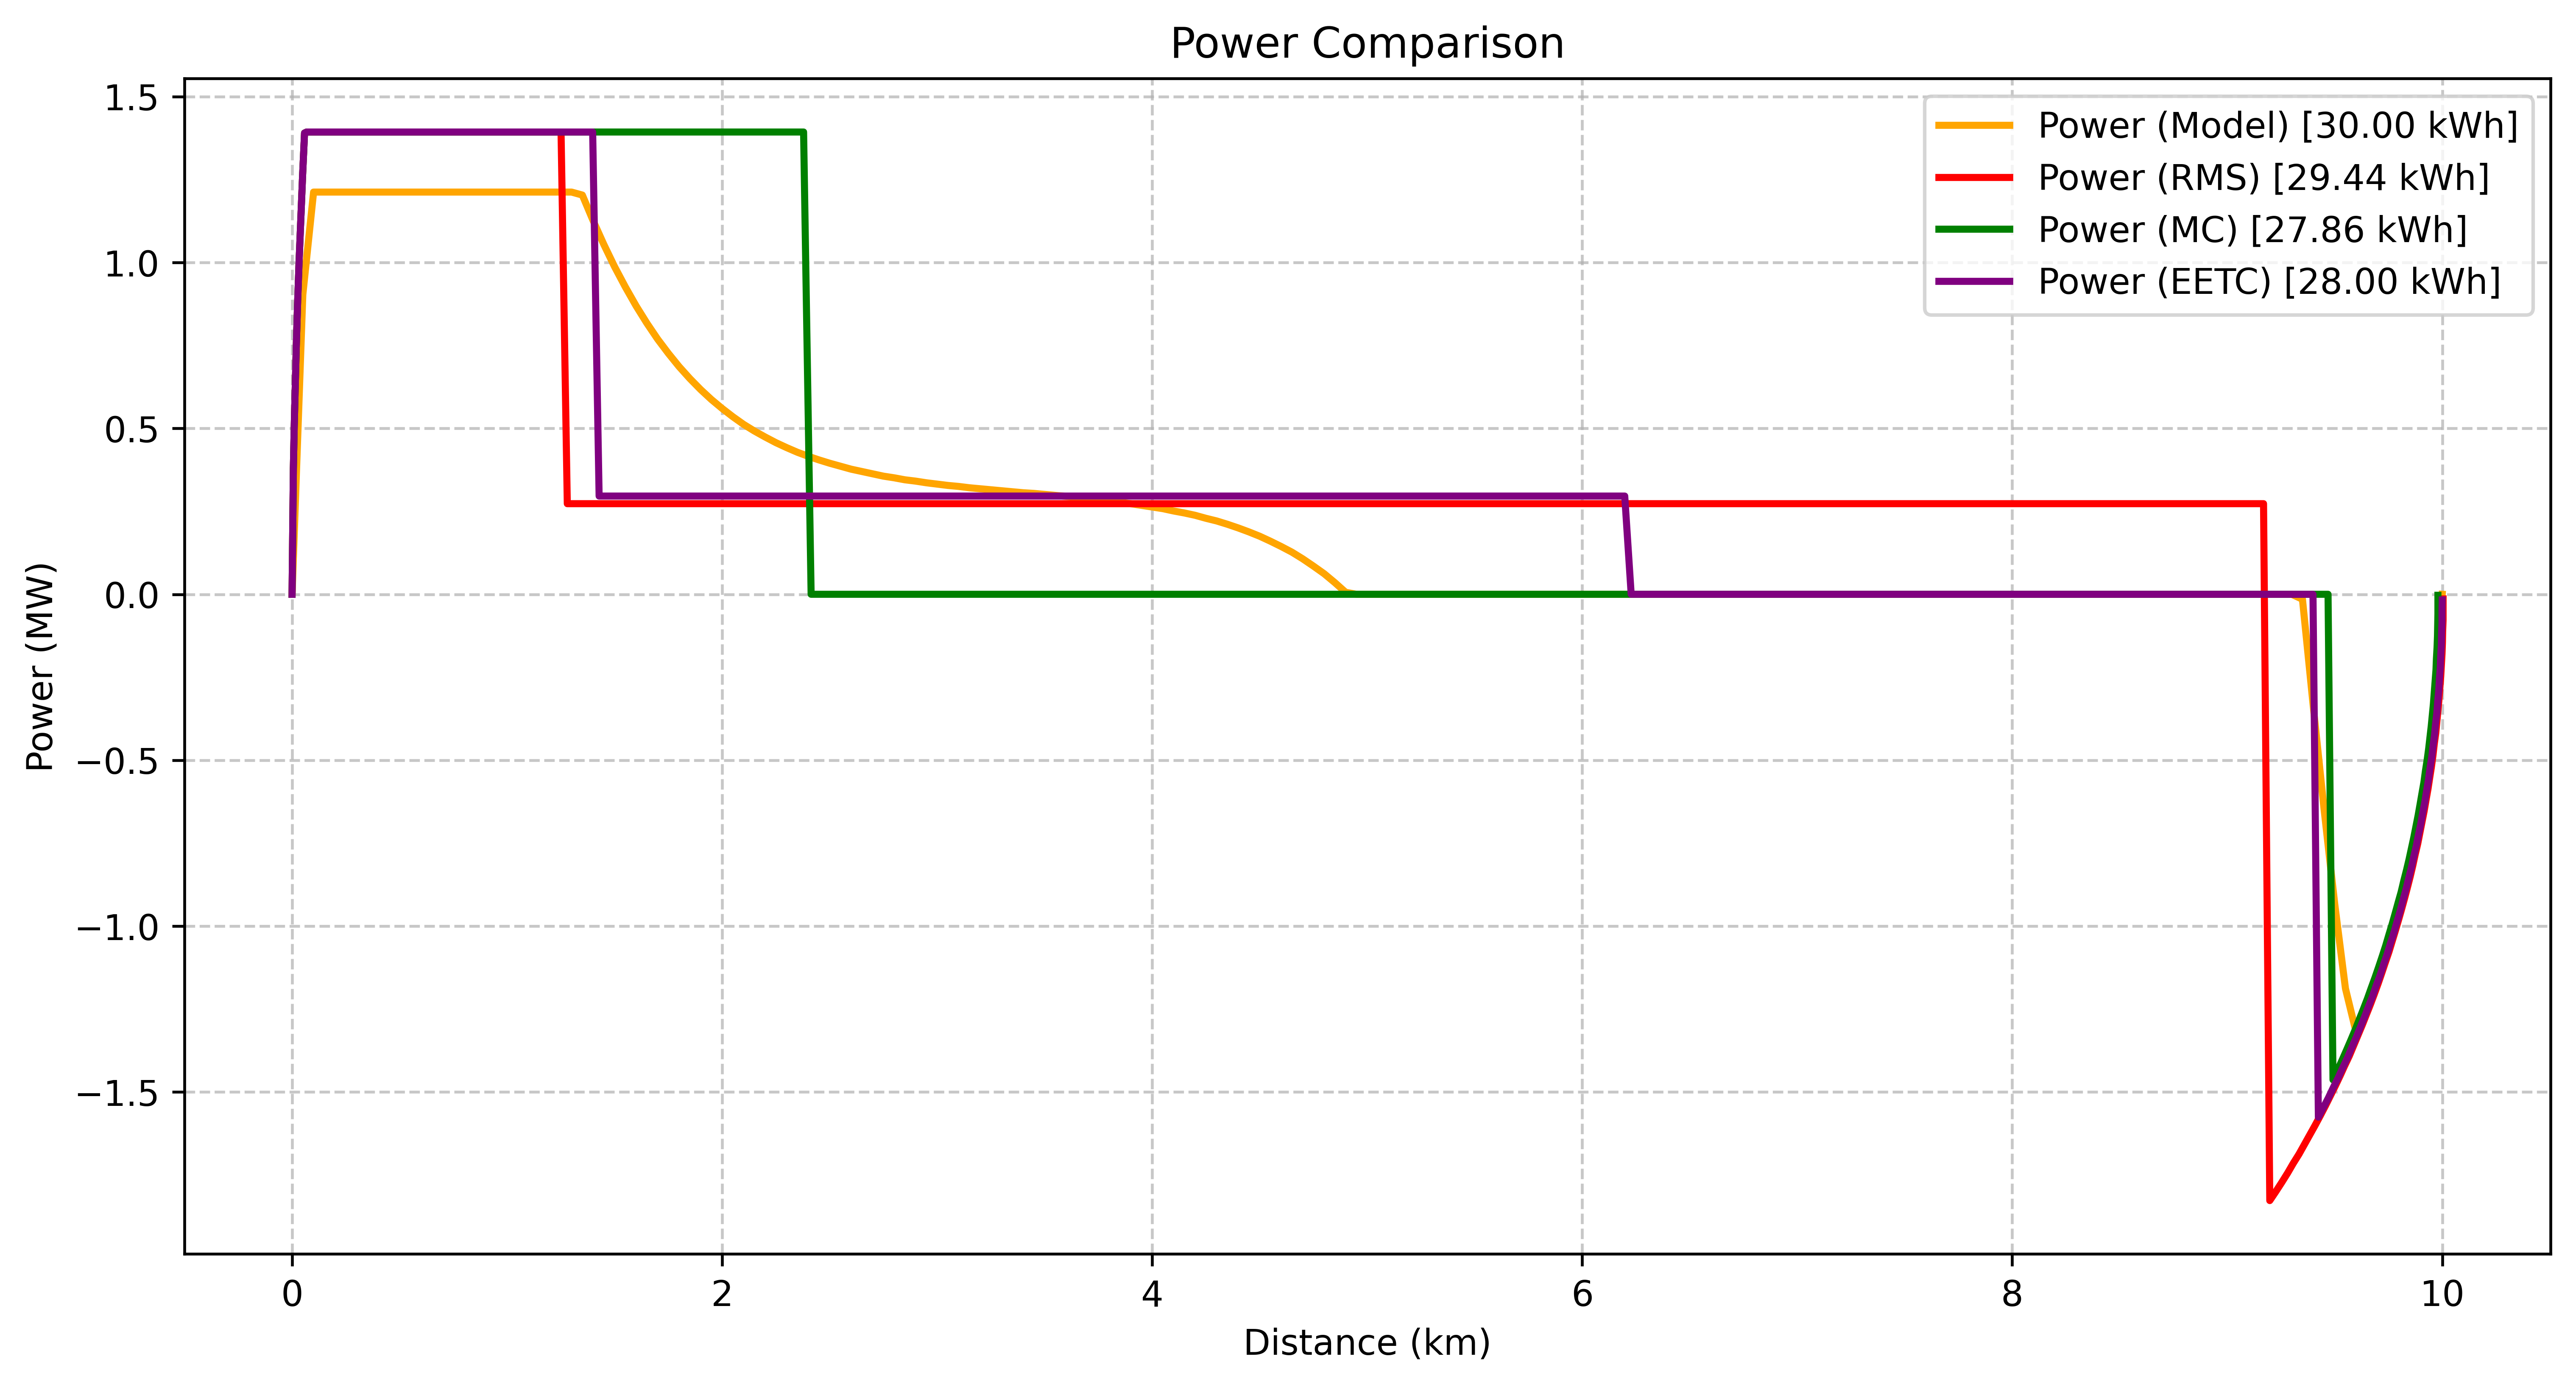 Power Comparison
Power (Model) [30.00 kWh]
Power (RMS) [29.44 kWh]
Power (MC) [27.86 kWh]
Power (EETC) [28.00 kWh]
Power (MW)
1.5
1.0
0.5
0.0
−0.5
−1.0
−1.5
0 2 4 6 8 10
Distance (km)